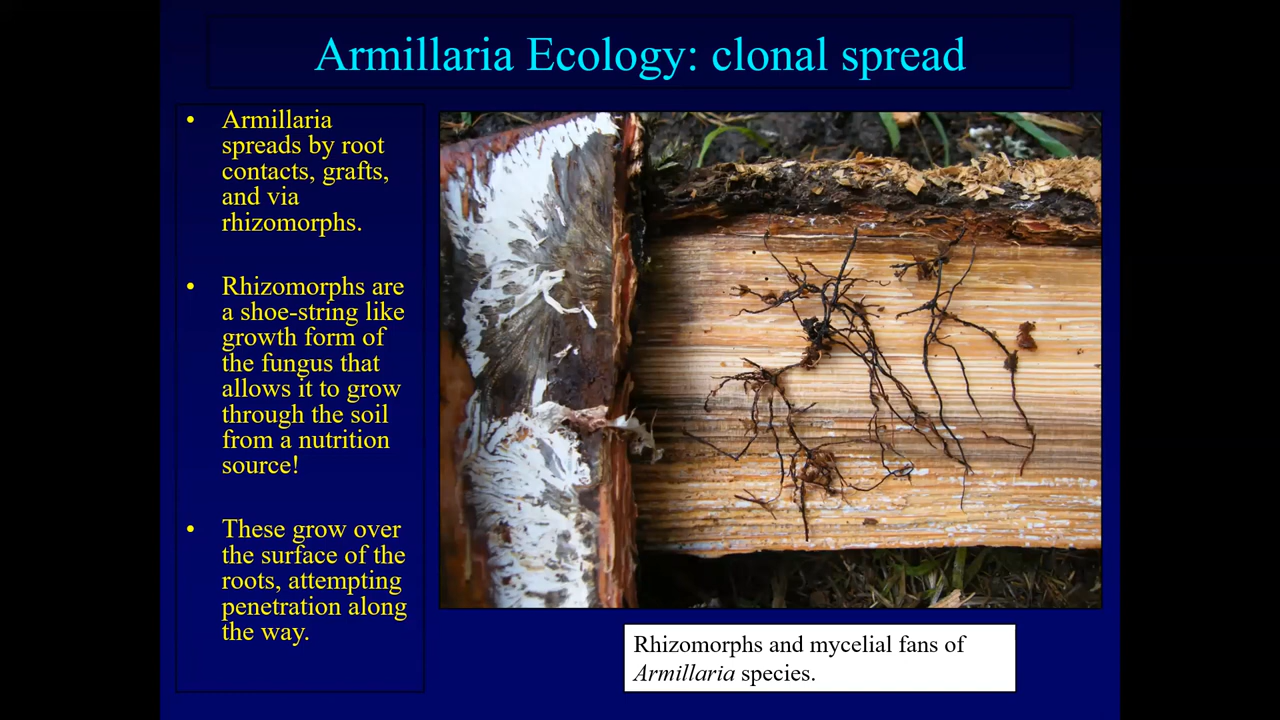 Armillaria Ecology: clonal spread
• Armillaria
spreads by root
contacts, grafts,
and via
rhizomorphs.
• Rhizomorphs are
a shoe-string like
growth form of
the fungus that
allows it to grow
through the soil
from a nutrition
source!
• These grow over
the surface of the
roots, attempting
penetration along
the way.
Rhizomorphs and mycelial fans of
Armillaria species.